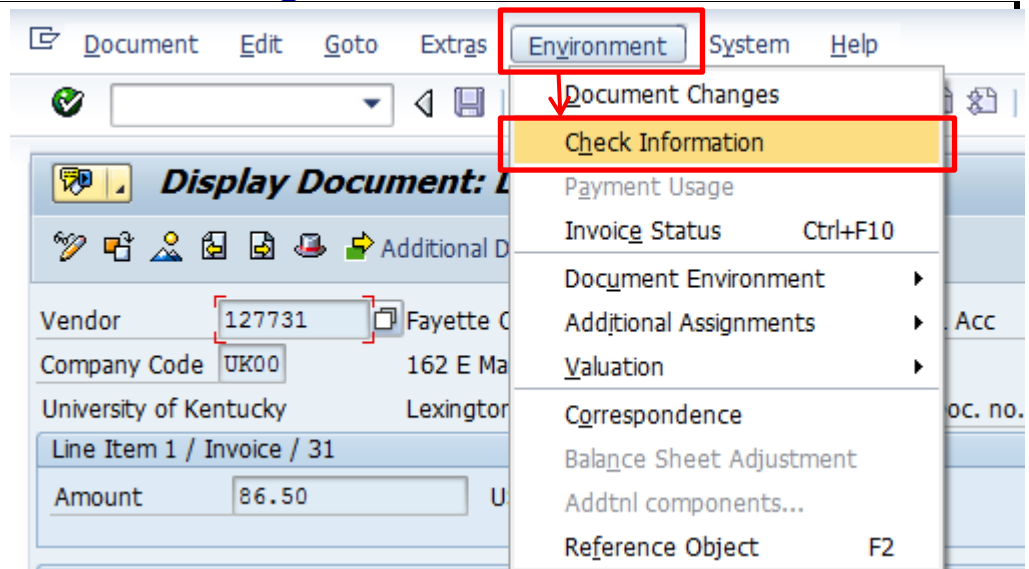 Document Edit Goto Extras Environment System Help
Document Changes
Check Information
Display Document:
Payment Usage
Invoice Status Ctrl+F10
Additional D
Document Environment
Vendor 127731 Fayette C
Additional Assignments
Acc
Company Code UK00 162 E Ma
Valuation
University of Kentucky Lexington
Correspondence
oc. no.
Line Item 1 / Invoice / 31
Balance Sheet Adjustment
Amount 86.50 U
Addtnl components...
Reference Object F2